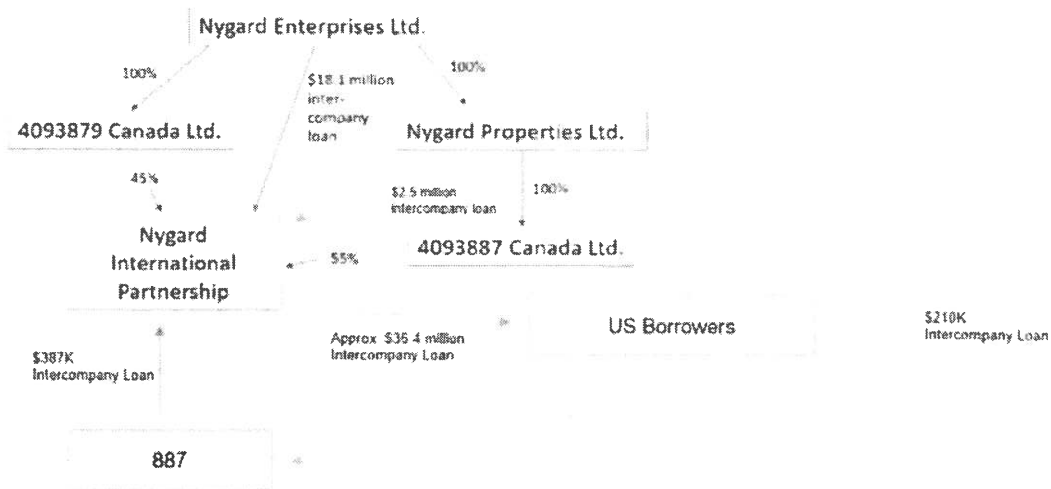 Nygard Enterprises Ltd.
100%
$18.1 million
inter-
company
loan
100%
4093879 Canada Ltd.
Nygard Properties Ltd.
45%
$2.5 million
intercompany loan
100%
Nygard
International
Partnership
55%
4093887 Canada Ltd.
$387K
Intercompany Loan
Approx $36.4 million
Intercompany Loan
US Borrowers
$210K
Intercompany Loan
887